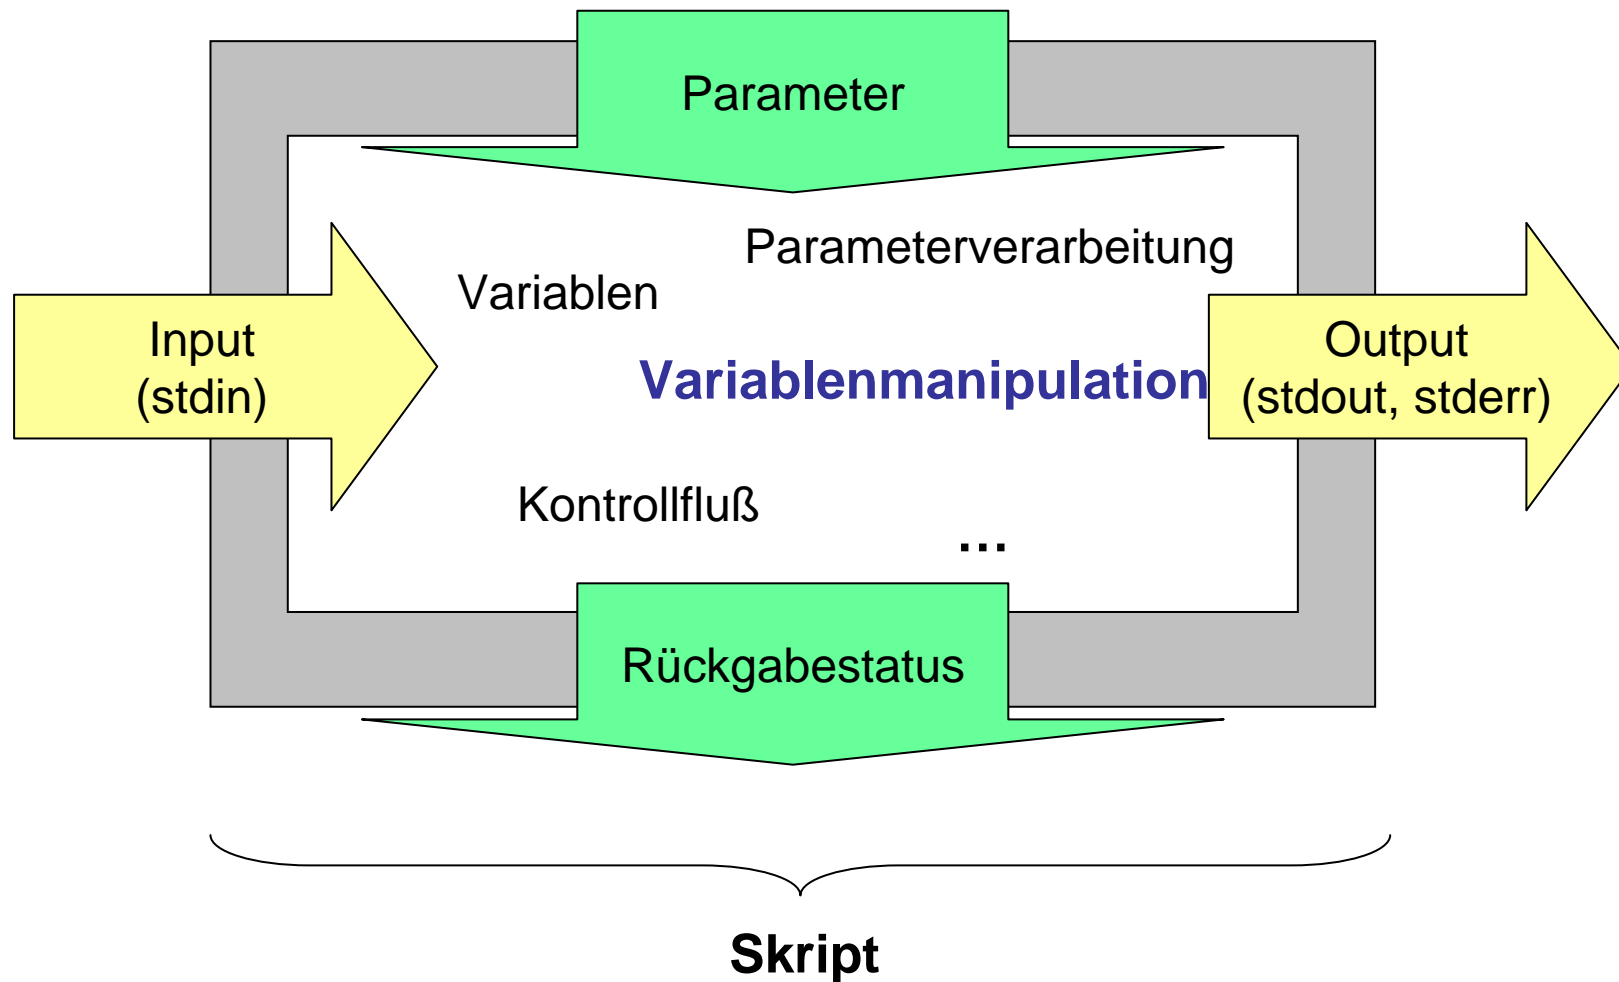 Parameter
Parameterverarbeitung
Variablen
Input
(stdin)
Variablenmanipulation
Output
(stdout, stderr)
Kontrollfluß
...
Rückgabestatus
Skript